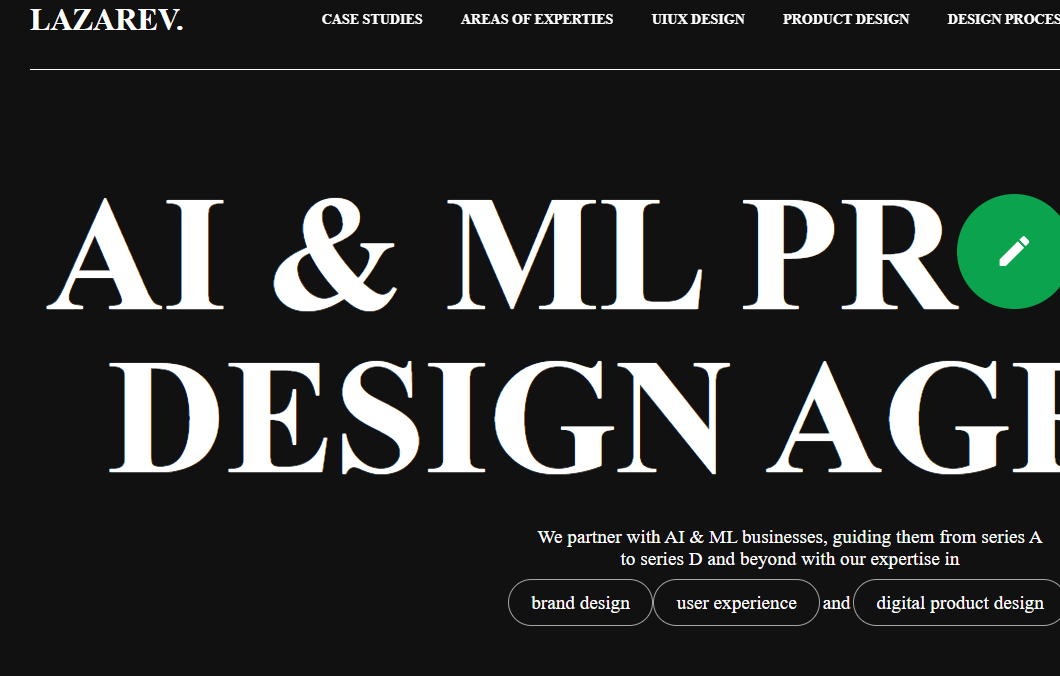 LAZAREV.
CASE STUDIES AREAS OF EXPERTIES UIUX DESIGN PRODUCT DESIGN DESIGN PROCES
AI & ML PR
DESIGN AGE
We partner with AI & ML businesses, guiding them from series A
to series D and beyond with our expertise in
brand design user experience and digital product design